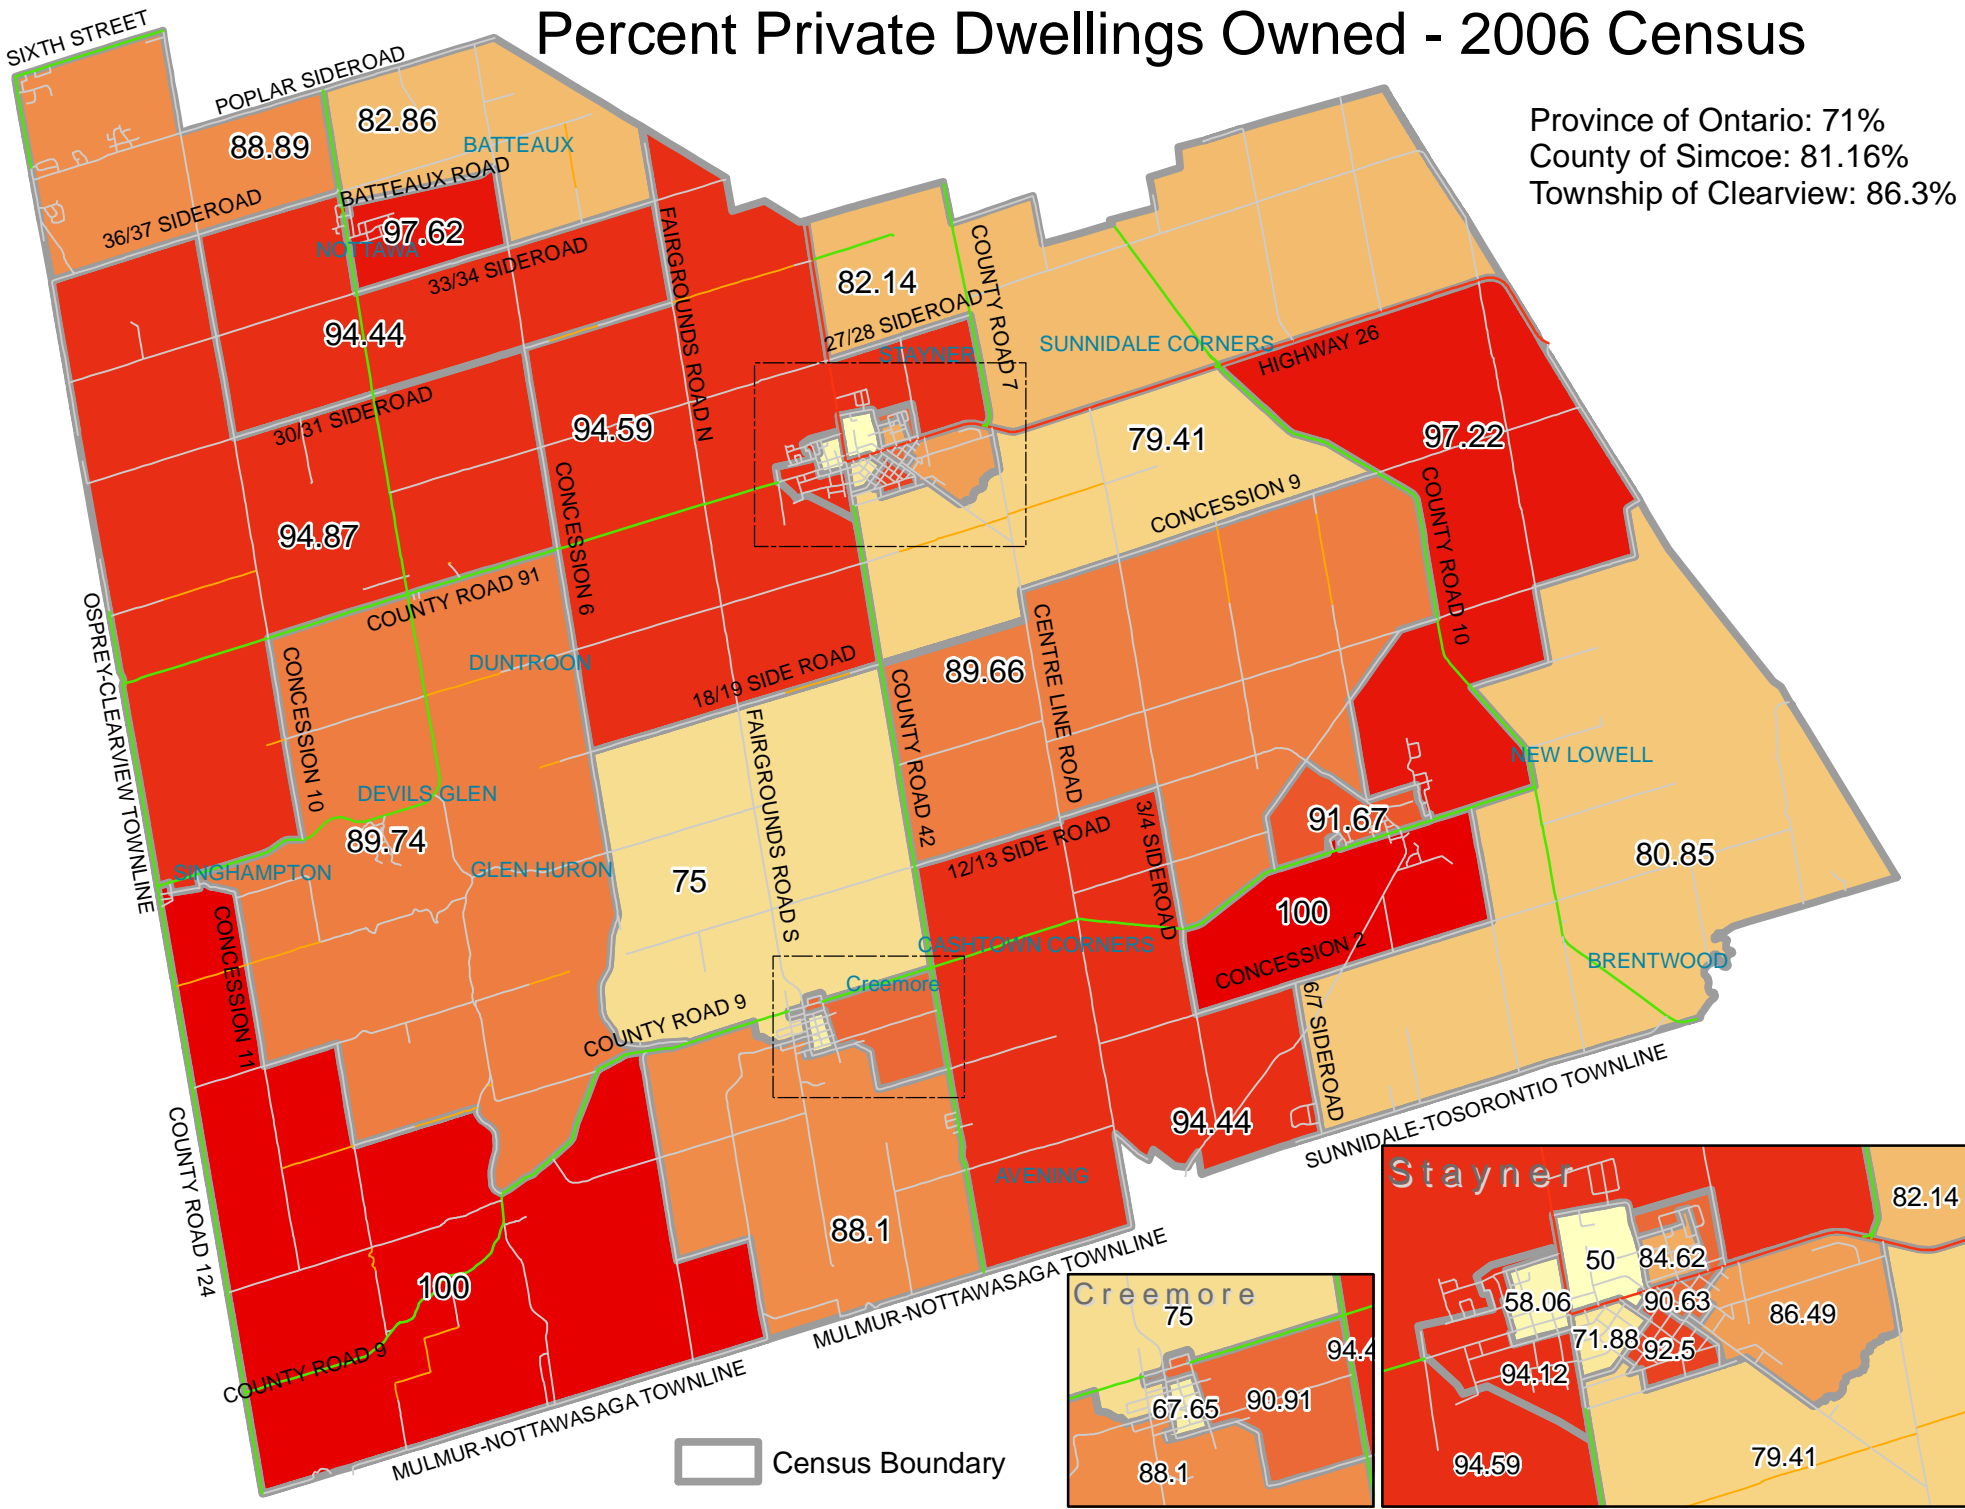 Percent Private Dwellings Owned - 2006 Census
Province of Ontario: 71%
County of Simcoe: 81.16%
Township of Clearview: 86.3%
SIXTH STREET
POPLAR SIDEROAD
88.89
82.86
BATTEAUX
BATTEAUX ROAD
36/37 SIDEROAD
97.62
NOTTAWA
33/34 SIDEROAD
FAIRGROUNDS ROAD N
82.14
COUNTY ROAD 7
27/28 SIDEROAD
94.44
STAYNER
SUNNIDALE CORNERS
HIGHWAY 26
30/31 SIDEROAD
94.59
79.41
97.22
94.87
CONCESSION 6
CONCESSION 9
COUNTY ROAD 10
COUNTY ROAD 91
OSPREY-CLEARVIEW TOWNLINE
CONCESSION 10
DUNTROON
18/19 SIDE ROAD
89.66
CENTRE LINE ROAD
COUNTY ROAD 42
FAIRGROUNDS ROAD S
NEW LOWELL
DEVILS GLEN
89.74
SINGHAMPTON
GLEN HURON
75
12/13 SIDE ROAD
3/4 SIDEROAD
91.67
80.85
100
CONCESSION 11
CASHTOWN CORNERS
CONCESSION 2
BRENTWOOD
Creemore
COUNTY ROAD 9
6/7 SIDEROAD
94.44
SUNNIDALE-TOSORONTIO TOWNLINE
COUNTY ROAD 124
AVENING
88.1
100
COUNTY ROAD 9
MULMUR-NOTTAWASAGA TOWNLINE
MULMUR-NOTTAWASAGA TOWNLINE
Census Boundary
Creemore
75
94.4
67.65
90.91
88.1
Stayner
82.14
50
84.62
58.06
90.63
86.49
71.88
92.5
94.12
94.59
79.41